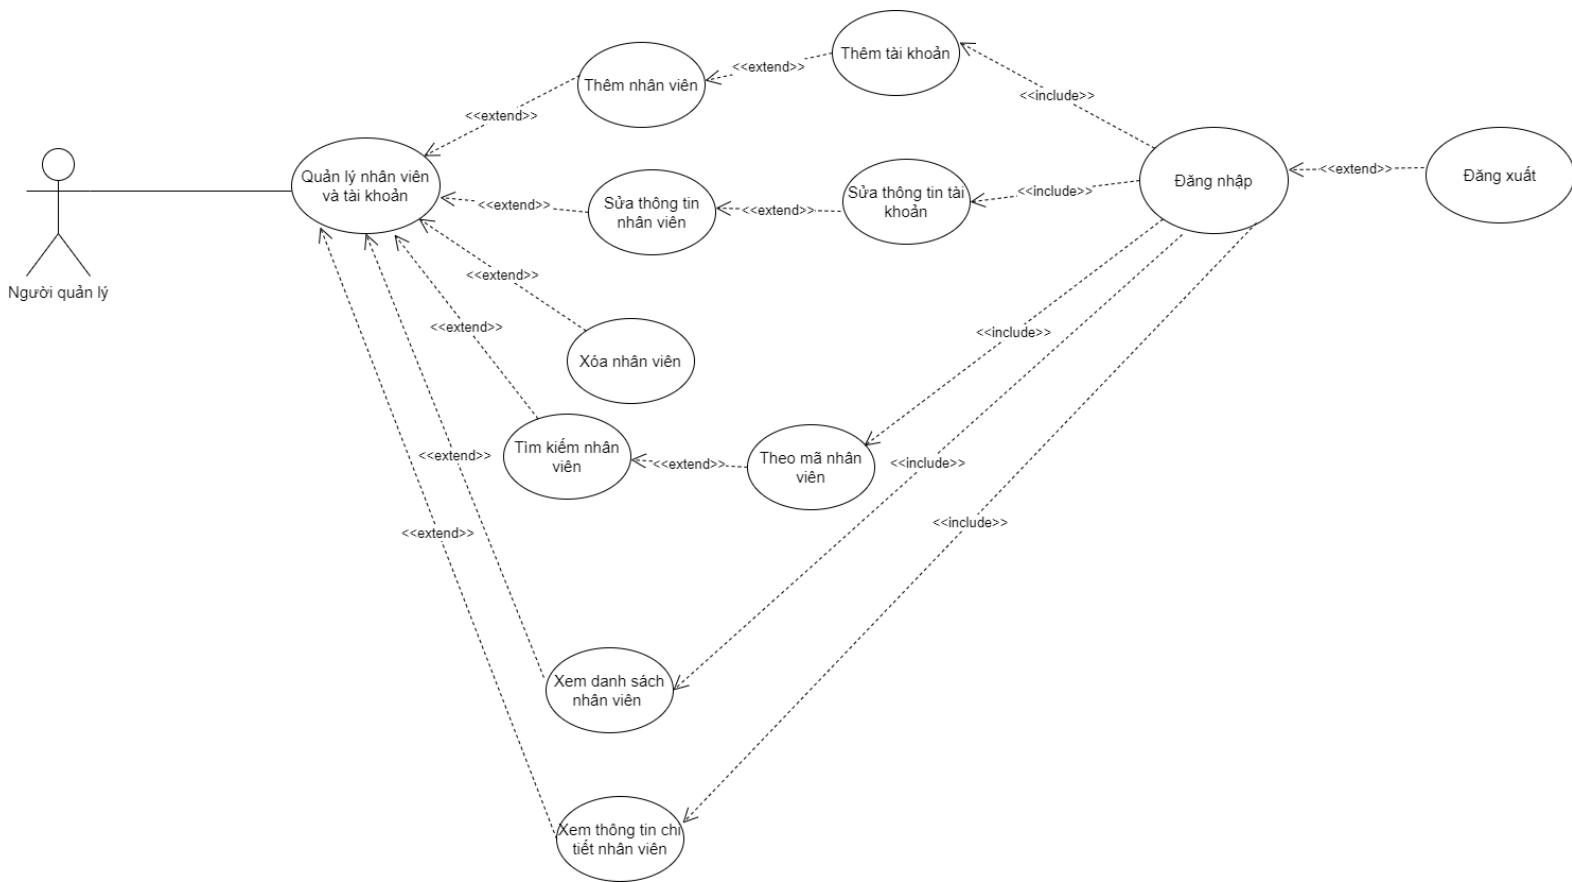 Thêm tài khoản
<<extend>>
Thêm nhân viên
<<include>>
<<extend>>
Quản lý nhân viên
và tài khoản
<<extend>>
Sửa thông tin
nhân viên
<<extend>>
Sửa thông tin tài
khoản
<<include>>
Đăng nhập
<<extend>>
Đăng xuất
Người quản lý
<<extend>>
<<extend>>
<<include>>
Xóa nhân viên
Tìm kiếm nhân
viên
<<extend>>
<<extend>>
Theo mã nhân
viên
<<include>>
<<extend>>
<<include>>
Xem danh sách
nhân viên
Xem thông tin chi
tiết nhân viên